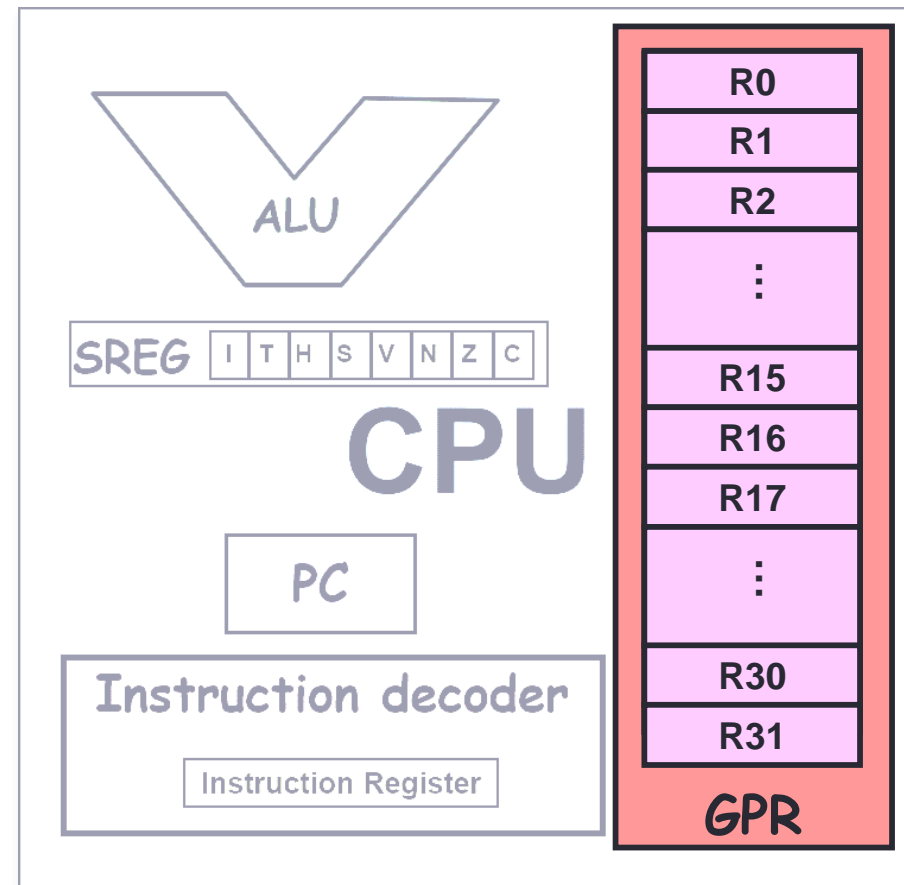 ALU
SREG I T H S V N Z C
CPU
PC
Instruction decoder
Instruction Register
R0
R1
R2
⋮
R15
R16
R17
⋮
R30
R31
GPR